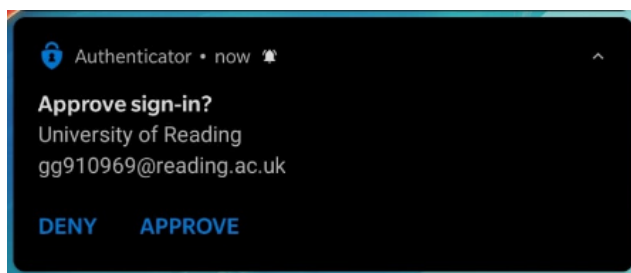 Authenticator • now
Approve sign-in?
University of Reading
gg910969@reading.ac.uk
DENY APPROVE